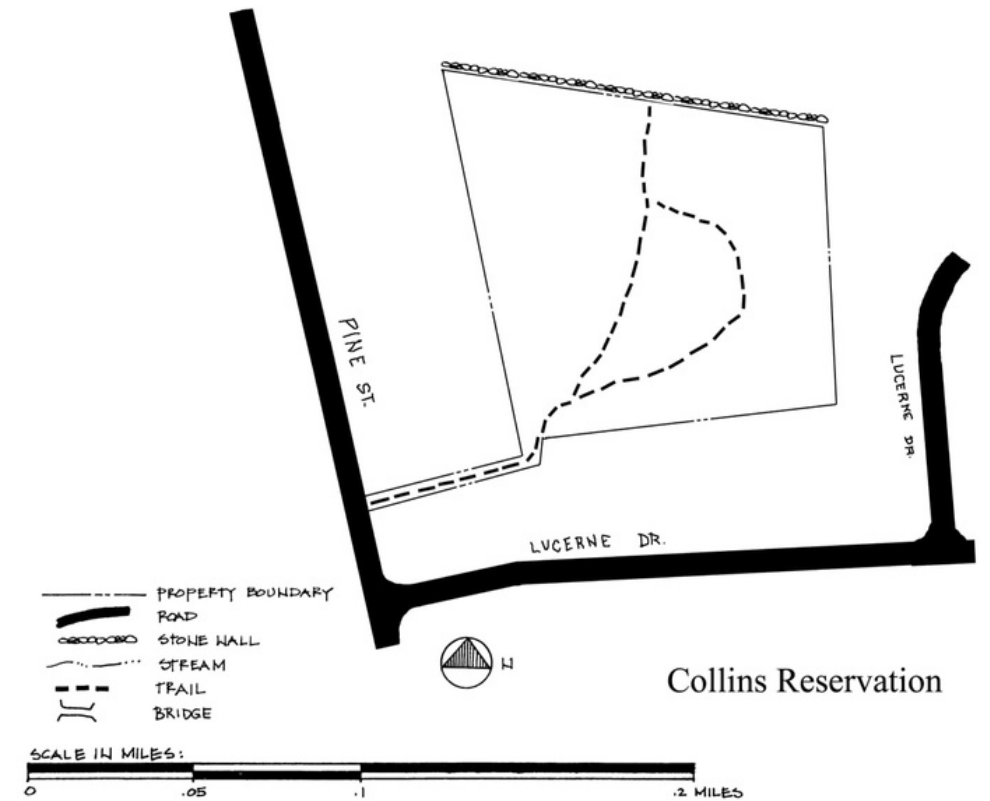 PINE ST.
LUCERNE DR.
LUCERNE DR.
PROPERTY BOUNDARY
ROAD
STONE WALL
STREAM
TRAIL
BRIDGE
N
Collins Reservation
SCALE IN MILES:
0 .05 .1 .2 MILES